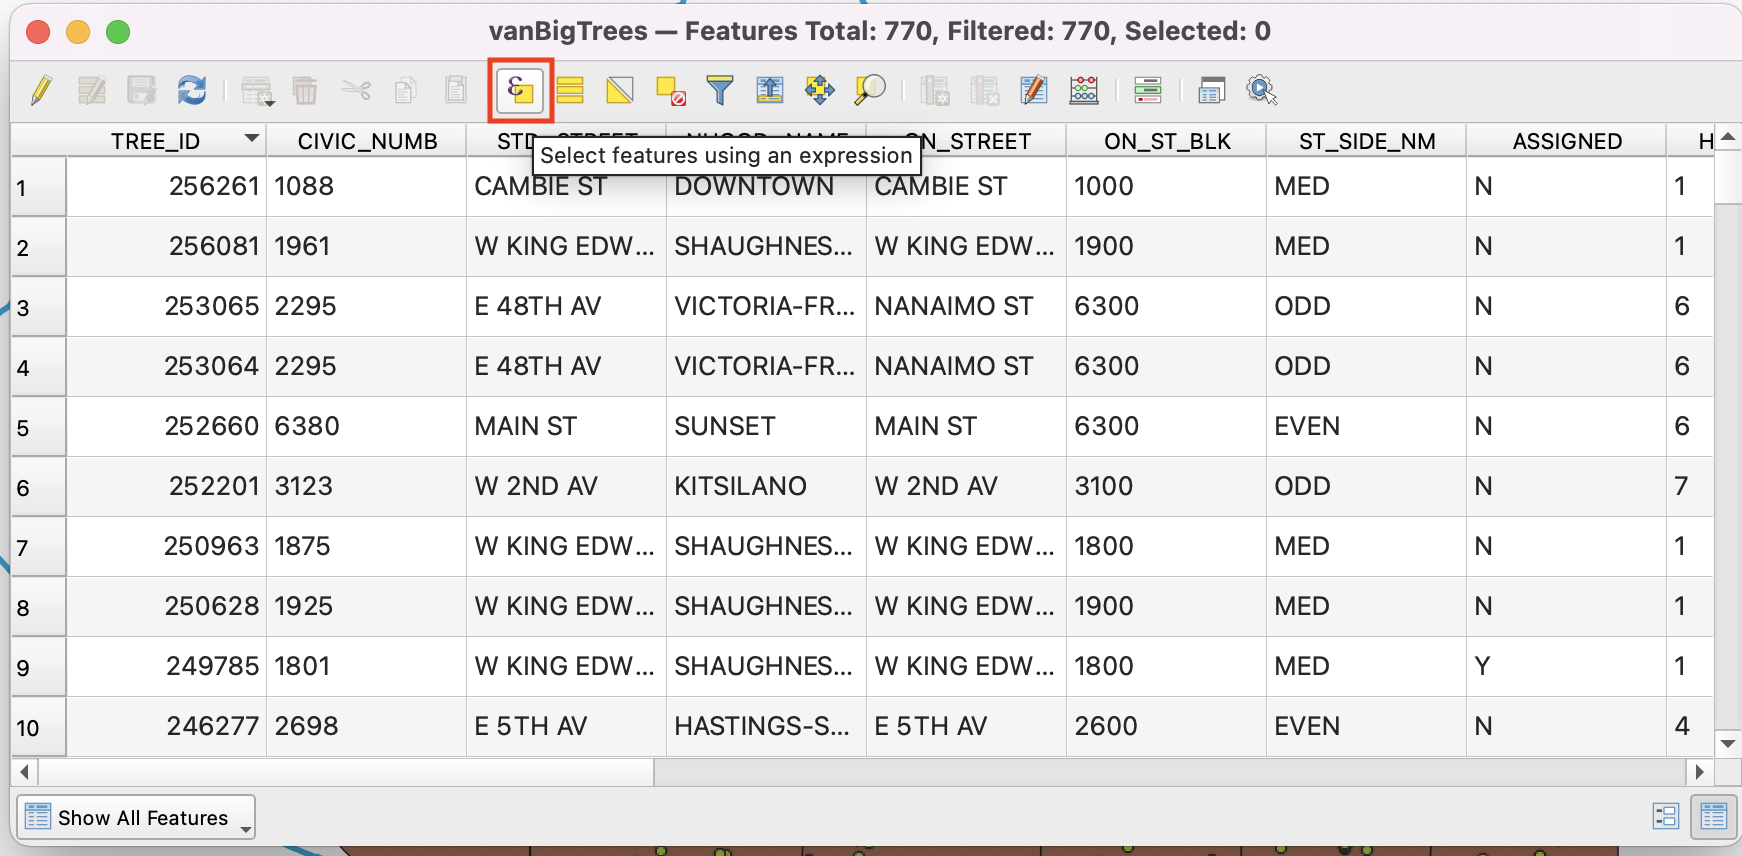 vanBigTrees — Features Total: 770, Filtered: 770, Selected: 0
TREE_ID CIVIC_NUMB ON_ST_BLK ST_SIDE_NM ASSIGNED
Select features using an expression
1 256261 1088 CAMBIE ST DOWNTOWN CAMBIE ST 1000 MED N 1
2 256081 1961 W KING EDW... SHAUGHNES... W KING EDW... 1900 MED N 1
3 253065 2295 E 48TH AV VICTORIA-FR... NANAIMO ST 6300 ODD N 6
4 253064 2295 E 48TH AV VICTORIA-FR... NANAIMO ST 6300 ODD N 6
5 252660 6380 MAIN ST SUNSET MAIN ST 6300 EVEN N 6
6 252201 3123 W 2ND AV KITSILANO W 2ND AV 3100 ODD N 7
7 250963 1875 W KING EDW... SHAUGHNES... W KING EDW... 1800 MED N 1
8 250628 1925 W KING EDW... SHAUGHNES... W KING EDW... 1900 MED N 1
9 249785 1801 W KING EDW... SHAUGHNES... W KING EDW... 1800 MED Y 1
10 246277 2698 E 5TH AV HASTINGS-S... E 5TH AV 2600 EVEN N 4
Show All Features